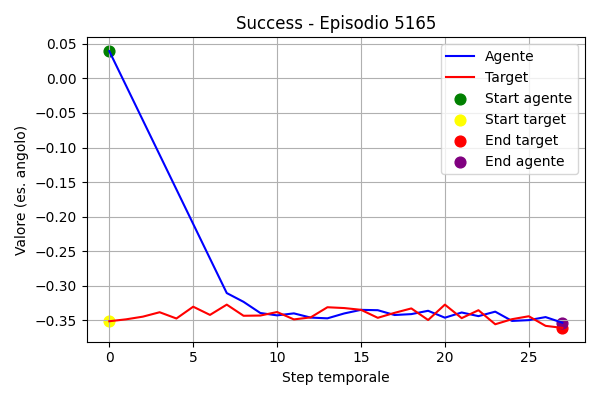 Success - Episodio 5165
Valore (es. angolo)
0.05
0.00
−0.05
−0.10
−0.15
−0.20
−0.25
−0.30
−0.35
Agente
Target
Start agente
Start target
End target
End agente
0 5 10 15 20 25
Step temporale